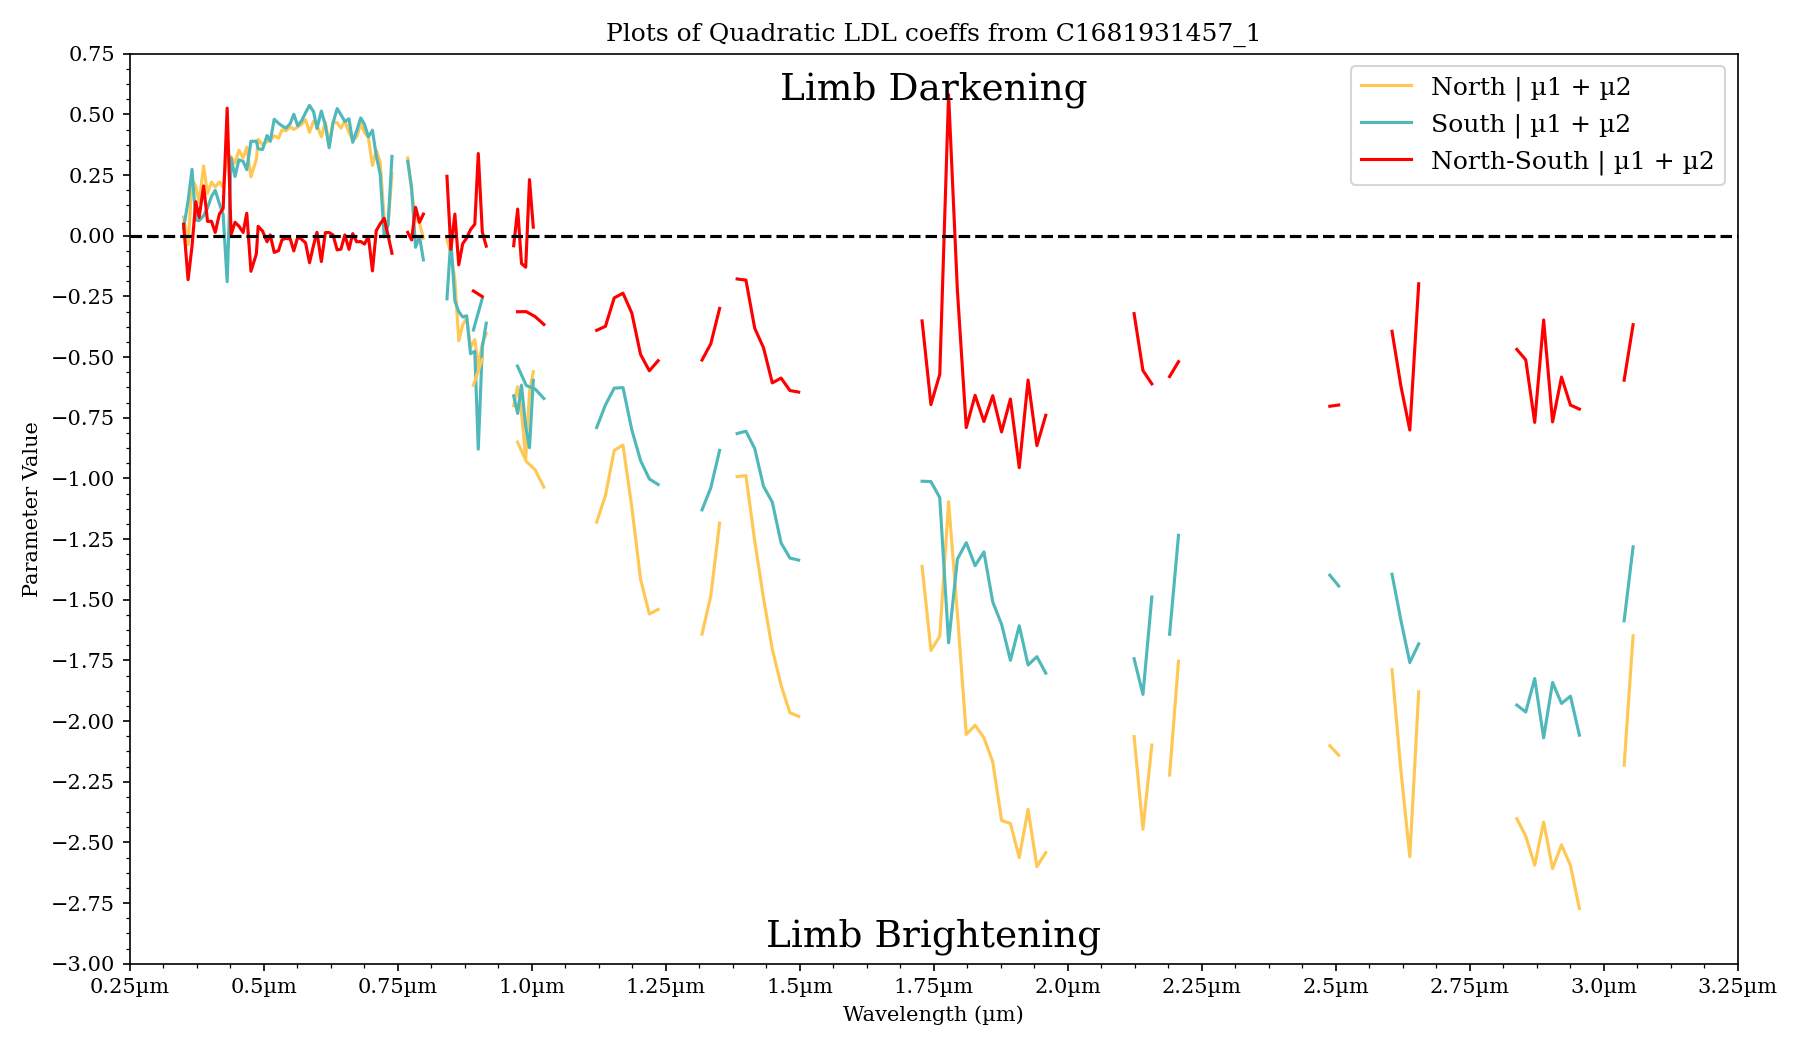 Plots of Quadratic LDL coeffs from C1681931457_1
Limb Darkening
North | µ1 + µ2
South | µ1 + µ2
North-South | µ1 + µ2
Parameter Value
0.75
0.50
0.25
0.00
−0.25
−0.50
−0.75
−1.00
−1.25
−1.50
−1.75
−2.00
−2.25
−2.50
−2.75
−3.00
Limb Brightening
0.25µm 0.5µm 0.75µm 1.0µm 1.25µm 1.5µm 1.75µm 2.0µm 2.25µm 2.5µm 2.75µm 3.0µm 3.25µm
Wavelength (µm)